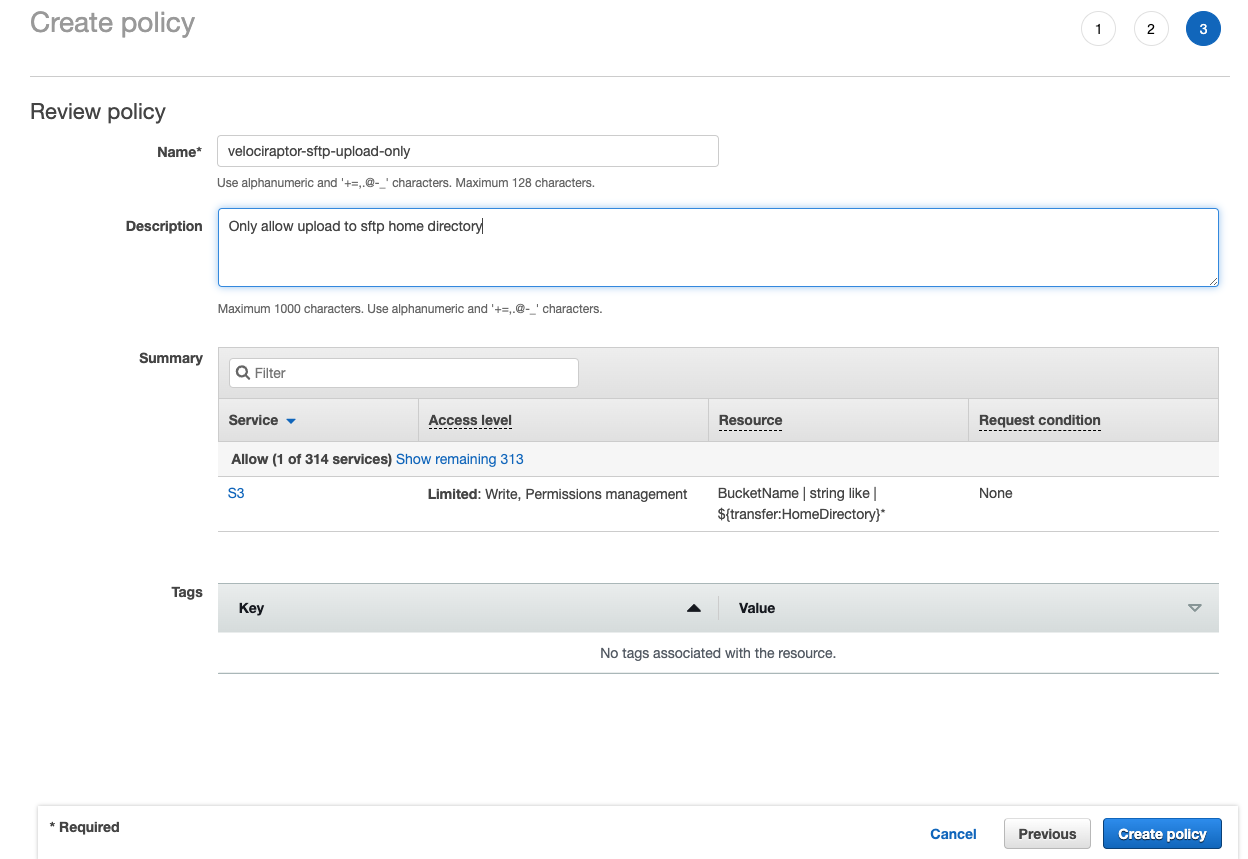 Create policy
1 2 3
Review policy
Name* velociraptor-sftp-upload-only
Use alphanumeric and '+=,.@-_' characters. Maximum 128 characters.
Description Only allow upload to sftp home directory
Maximum 1000 characters. Use alphanumeric and '+=,.@-_' characters.
Summary
Filter
Service Access level Resource Request condition
Allow (1 of 314 services) Show remaining 313
S3 Limited: Write, Permissions management BucketName | string like | None
${transfer:HomeDirectory}*
Tags
Key Value
No tags associated with the resource.
* Required
Cancel Previous Create policy